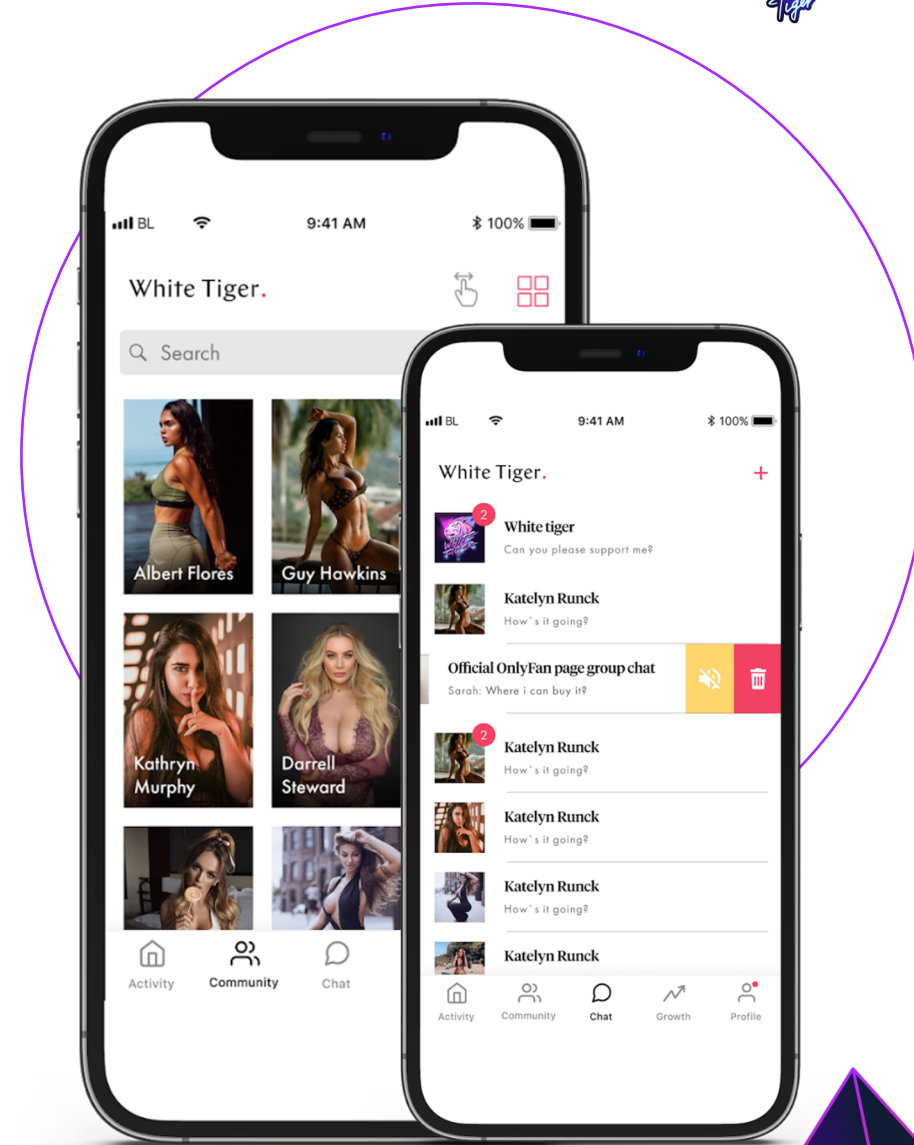 Tiger
BL
9:41 AM
100%
White Tiger.
Search
Albert Flores
Guy Hawkins
Kathryn
Murphy
Darrell
Steward
Activity
Community
Chat
BL
9:41 AM
100%
White Tiger.
2
White tiger
Can you please support me?
Katelyn Runck
How`s it going?
Official OnlyFan page group chat
Sarah: Where i can buy it?
2
Katelyn Runck
How`s it going?
Katelyn Runck
How`s it going?
Katelyn Runck
How`s it going?
Katelyn Runck
Activity
Community
Chat
Growth
Profile